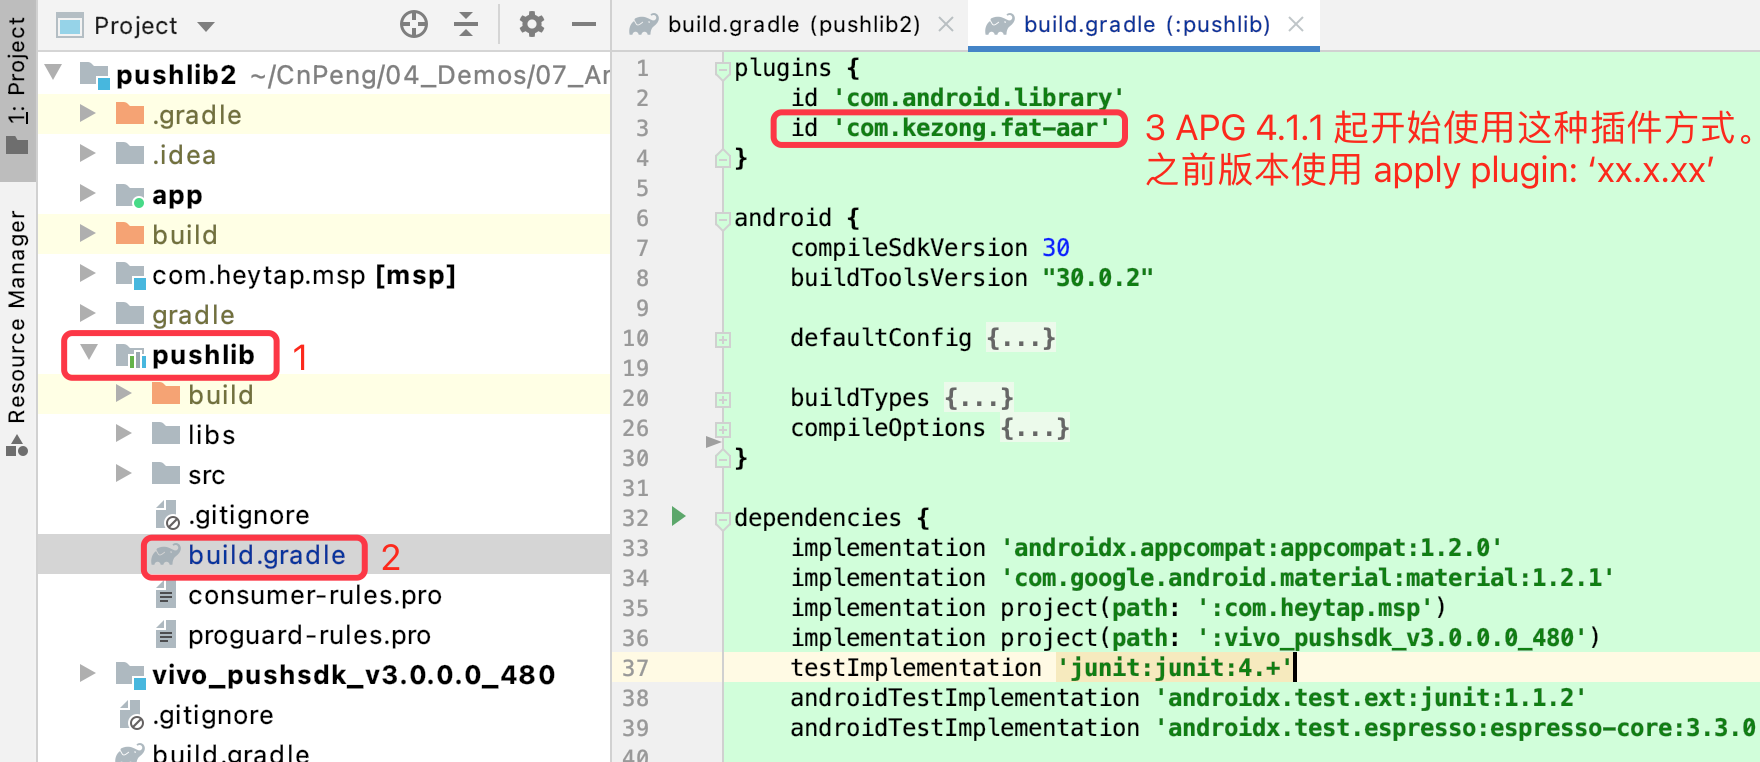 1: Project
Resource Manager
Project
pushlib2 ~/CnPeng/04_Demos/07_Ar
.gradle
.idea
app
build
com.heytap.msp [msp]
gradle
pushlib 1
build
libs
src
.gitignore
build.gradle 2
consumer-rules.pro
proguard-rules.pro
vivo_pushsdk_v3.0.0.0_480
.gitignore
build.gradle
build.gradle (pushlib2)
build.gradle (:pushlib)
1 plugins {
2 id 'com.android.library'
3 id 'com.kezong.fat-aar'
3 APG 4.1.1 起开始使用这种插件方式。
之前版本使用 apply plugin: ‘xx.x.xx’
4 }
5
6 android {
7 compileSdkVersion 30
8 buildToolsVersion "30.0.2"
9
10 defaultConfig {...}
19
20 buildTypes {...}
26 compileOptions {...}
30 }
31
32 dependencies {
33 implementation 'androidx.appcompat:appcompat:1.2.0'
34 implementation 'com.google.android.material:material:1.2.1'
35 implementation project(path: ':com.heytap.msp')
36 implementation project(path: ':vivo_pushsdk_v3.0.0.0_480')
37 testImplementation 'junit:junit:4.+'
38 androidTestImplementation 'androidx.test.ext:junit:1.1.2'
39 androidTestImplementation 'androidx.test.espresso:espresso-core:3.3.0
40